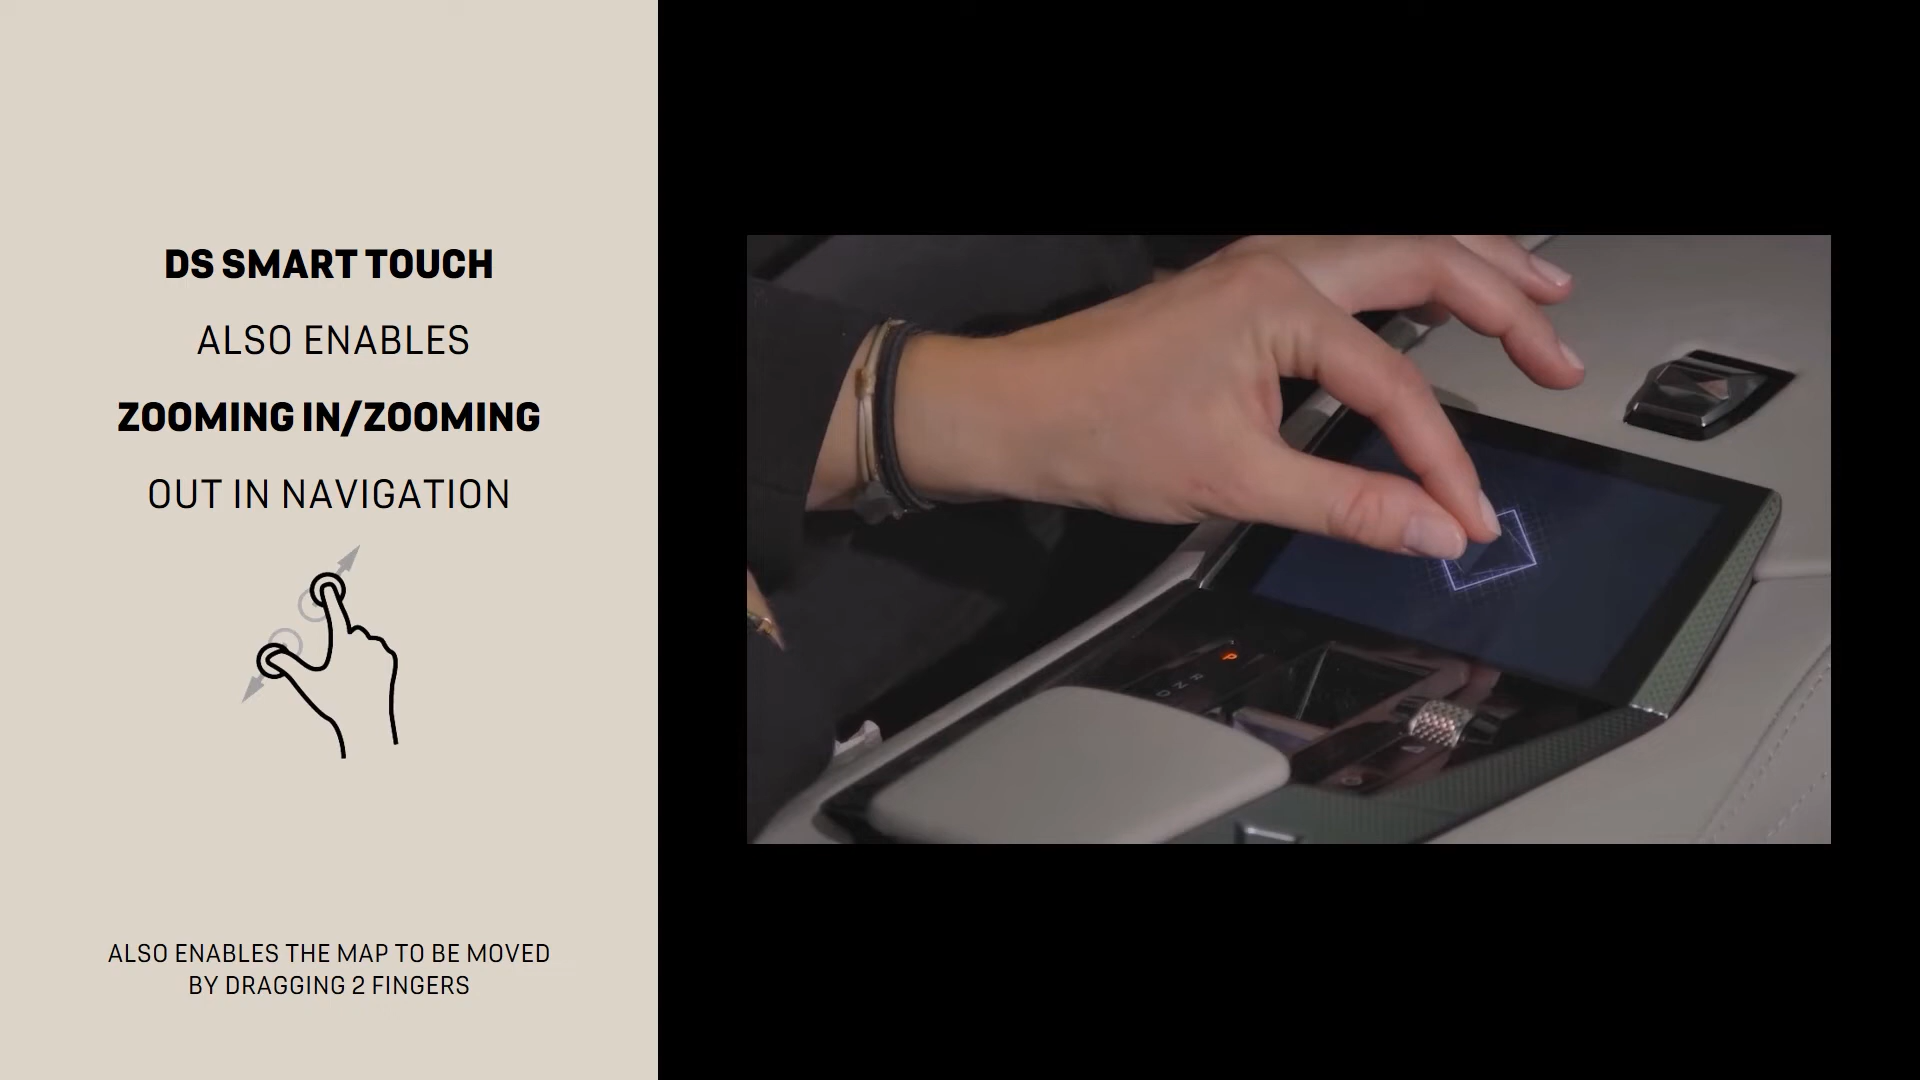 DS SMART TOUCH
ALSO ENABLES
ZOOMING IN/ZOOMING
OUT IN NAVIGATION
ALSO ENABLES THE MAP TO BE MOVED
BY DRAGGING 2 FINGERS
P
R
N
D